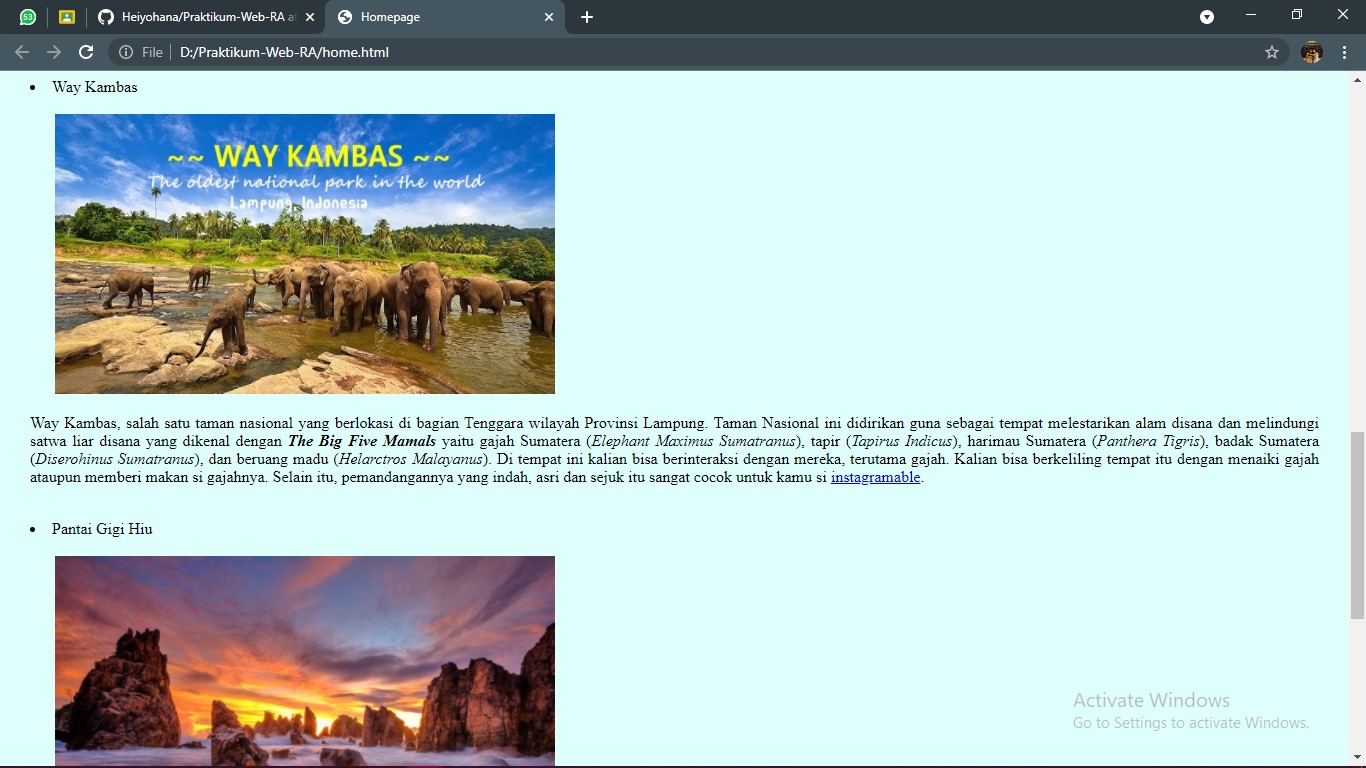 53
Heiyohana/Praktikum-Web-RA a
Homepage
File
D:/Praktikum-Web-RA/home.html
Way Kambas
~~ WAY KAMBAS ~~
The oldest national park in the world
Lampung, Indonesia
Way Kambas, salah satu taman nasional yang berlokasi di bagian Tenggara wilayah Provinsi Lampung. Taman Nasional ini didirikan guna sebagai tempat melestarikan alam disana dan melindungi
satwa liar disana yang dikenal dengan The Big Five Mamals yaitu gajah Sumatera (Elephant Maximus Sumatranus), tapir (Tapirus Indicus), harimau Sumatera (Panthera Tigris), badak Sumatera
(Diserohinus Sumatranus), dan beruang madu (Helarctros Malayanus). Di tempat ini kalian bisa berinteraksi dengan mereka, terutama gajah. Kalian bisa berkeliling tempat itu dengan menaiki gajah
ataupun memberi makan si gajahnya. Selain itu, pemandangannya yang indah, asri dan sejuk itu sangat cocok untuk kamu si instagramable.
Pantai Gigi Hiu
Activate Windows
Go to Settings to activate Windows.